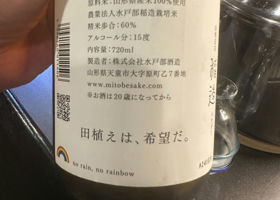 原料米:山形県産米100%使用
農業法人水戸部稲造栽培米
精米歩合:60%
アルコール分:15度
内容量:720ml
製造者:株式会社水戸部酒造
山形県天童市大字原町乙7番地
www.mitobesake.com
※お酒は20歳になってから
田植えは、希望だ。
no rain, no rainbow
稲造